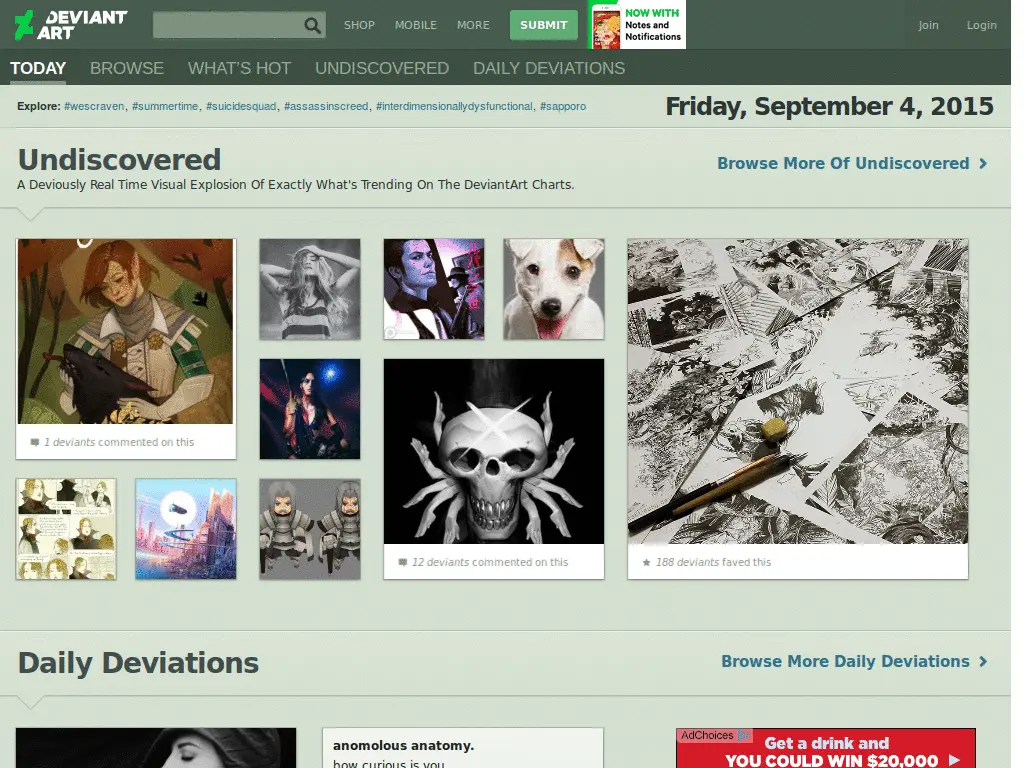 DEVIANT
ART
SHOP MOBILE MORE SUBMIT
NOW WITH
Notes and
Notifications
Join Login
TODAY BROWSE WHAT'S HOT UNDISCOVERED DAILY DEVIATIONS
Explore: #wescraven, #summertime, #suicidesquad, #assassinscreed, #interdimensionallydysfunctional, #sapporo
Friday, September 4, 2015
Undiscovered
A Deviously Real Time Visual Explosion Of Exactly What's Trending On The DeviantArt Charts.
Browse More Of Undiscovered
1 deviants commented on this
12 deviants commented on this
188 deviants faved this
Daily Deviations
Browse More Daily Deviations
anomolous anatomy.
how curious is you
AdChoices
Get a drink and
YOU COULD WIN $20,000